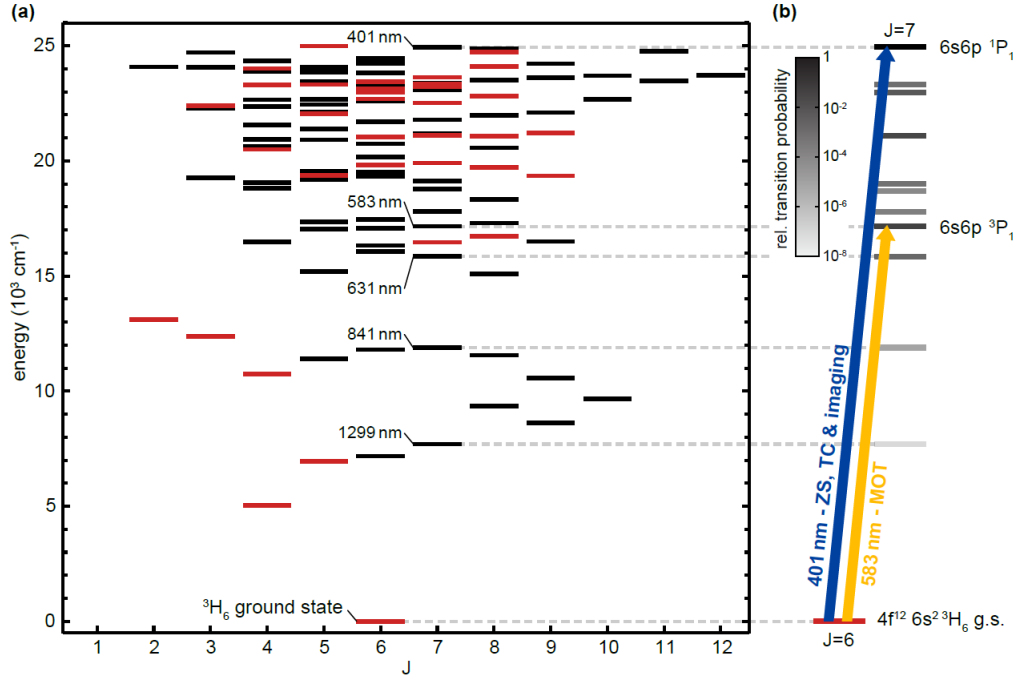 (a)
(b)
energy (10³ cm⁻¹)
25
20
15
10
5
0
401 nm
583 nm
631 nm
841 nm
1299 nm
³H₆ ground state
1 2 3 4 5 6 7 8 9 10 11 12
J
J=7
6s6p ¹P₁
rel. transition probability
1
10⁻²
10⁻⁴
10⁻⁶
10⁻⁸
6s6p ³P₁
401 nm - ZS, TC & imaging
583 nm - MOT
4f¹² 6s² ³H₆ g.s.
J=6